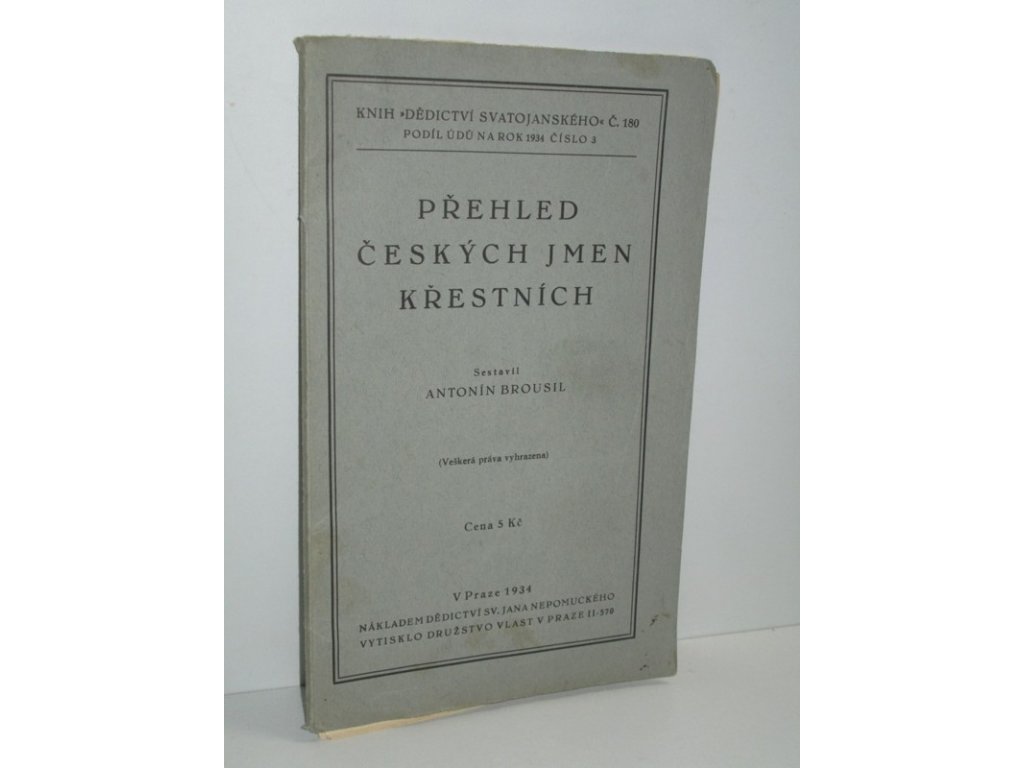 KNIH »DĚDICTVÍ SVATOJANSKÉHO« Č. 180
PODÍL ÚDŮ NA ROK 1934 ČÍSLO 3
PŘEHLED
ČESKÝCH JMEN
KŘESTNÍCH
Sestavil
ANTONÍN BROUSIL
(Veškerá práva vyhrazena)
Cena 5 Kč
V Praze 1934
NÁKLADEM DĚDICTVÍ SV. JANA NEPOMUCKÉHO
VYTISKLO DRUŽSTVO VLAST V PRAZE II-570